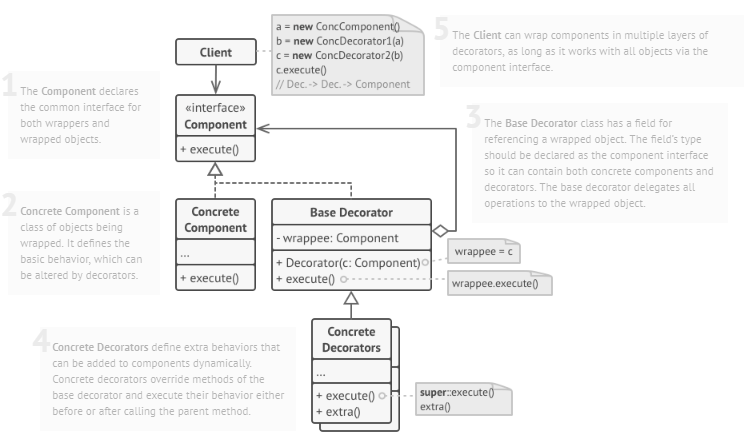 a = new ConcComponent()
b = new ConcDecorator1(a)
c = new ConcDecorator2(b)
c.execute()
// Dec. -> Dec. -> Component
Client
5
The Client can wrap components in multiple layers of
decorators, as long as it works with all objects via the
component interface.
1
The Component declares
the common interface for
both wrappers and
wrapped objects.
«interface»
Component
+ execute()
3
The Base Decorator class has a field for
referencing a wrapped object. The field's type
should be declared as the component interface
so it can contain both concrete components and
decorators. The base decorator delegates all
operations to the wrapped object.
2
Concrete Component is a
class of objects being
wrapped. It defines the
basic behavior, which can
be altered by decorators.
Concrete
Component
...
+ execute()
Base Decorator
- wrappee: Component
+ Decorator(c: Component)
+ execute()
wrappee = c
wrappee.execute()
4
Concrete Decorators define extra behaviors that
can be added to components dynamically.
Concrete decorators override methods of the
base decorator and execute their behavior either
before or after calling the parent method.
Concrete
Decorators
...
+ execute()
+ extra()
super::execute()
extra()